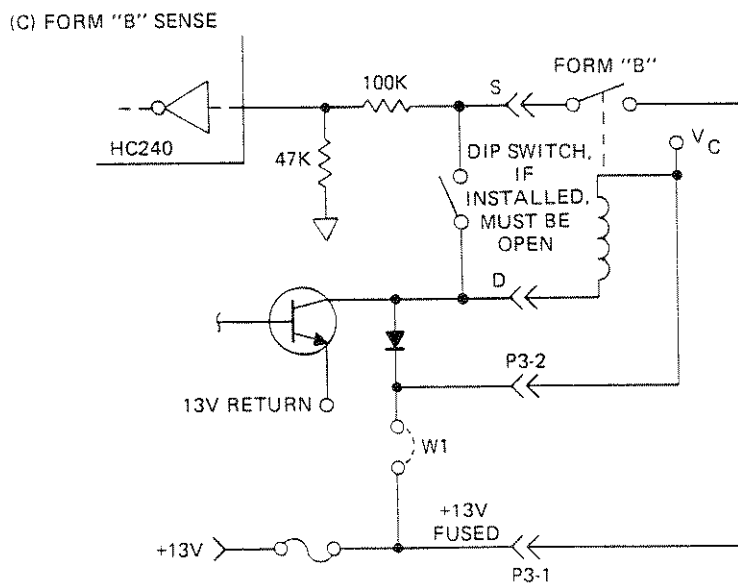 (C) FORM "B" SENSE
HC240
100K
47K
S
FORM "B"
V_C
DIP SWITCH,
IF
INSTALLED,
MUST BE
OPEN
D
13V RETURN
P3-2
W1
+13V
+13V
FUSED
P3-1